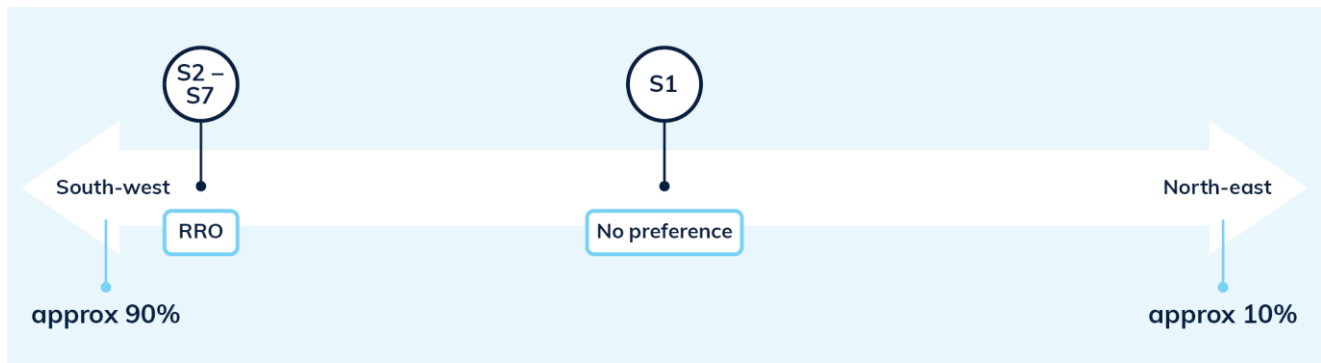 S2 –
S7
S1
South-west
North-east
RRO
No preference
approx 90%
approx 10%